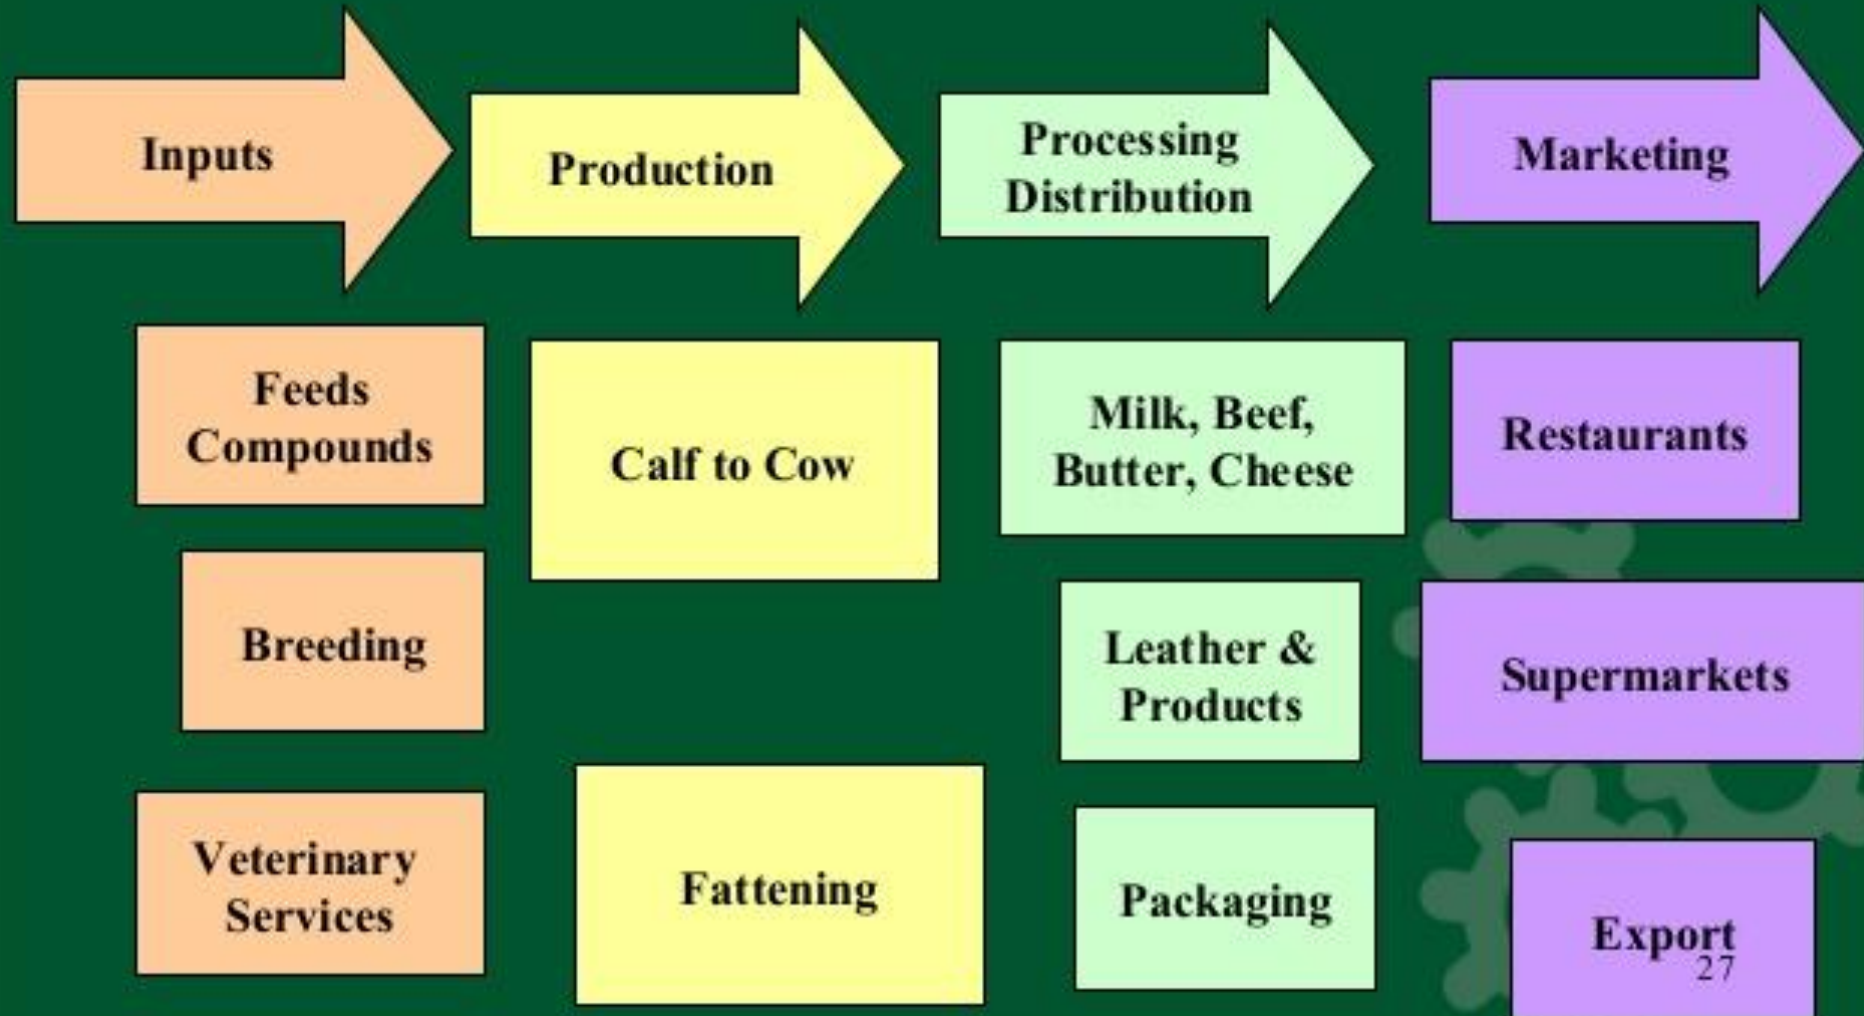 Inputs
Production
Processing
Distribution
Marketing
Feeds
Compounds
Breeding
Veterinary
Services
Calf to Cow
Fattening
Milk, Beef,
Butter, Cheese
Leather &
Products
Packaging
Restaurants
Supermarkets
Export
27